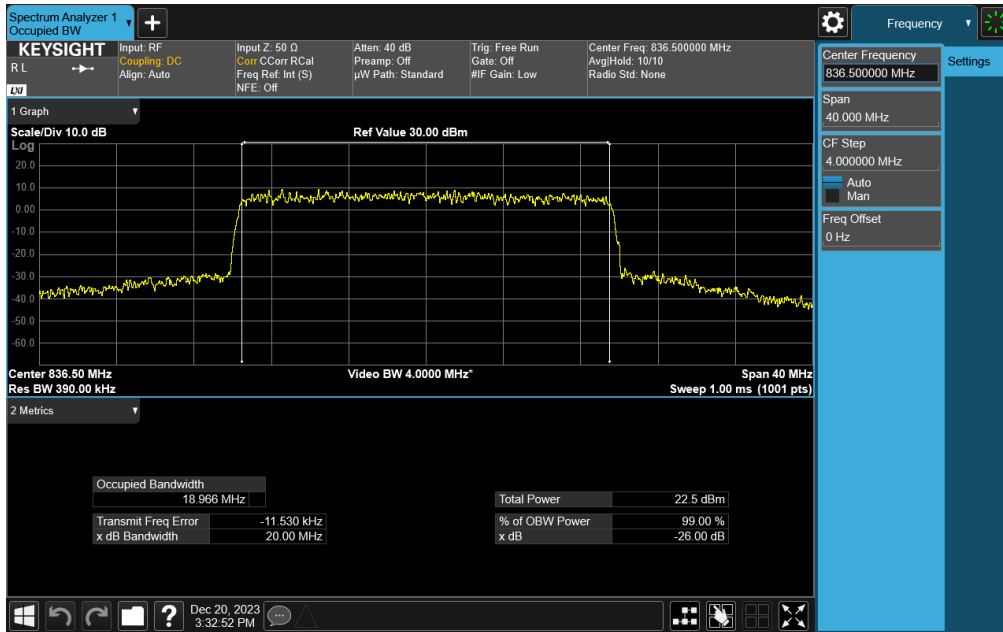 Spectrum Analyzer 1
Occupied BW
Frequency
KEYSIGHT
R L
LXI
Input: RF
Coupling: DC
Align: Auto
Input Z: 50 Ω
Corr CCorr RCal
Freq Ref: Int (S)
NFE: Off
Atten: 40 dB
Preamp: Off
µW Path: Standard
Trig: Free Run
Gate: Off
#IF Gain: Low
Center Freq: 836.500000 MHz
Avg|Hold: 10/10
Radio Std: None
Center Frequency
836.500000 MHz
Settings
Span
40.000 MHz
CF Step
4.000000 MHz
Auto
Man
Freq Offset
0 Hz
1 Graph
Scale/Div 10.0 dB
Ref Value 30.00 dBm
Log
20.0
10.0
0.00
-10.0
-20.0
-30.0
-40.0
-50.0
-60.0
Center 836.50 MHz
Video BW 4.0000 MHz*
Span 40 MHz
Res BW 390.00 kHz
Sweep 1.00 ms (1001 pts)
2 Metrics
Occupied Bandwidth
18.966 MHz
Total Power 22.5 dBm
Transmit Freq Error -11.530 kHz
% of OBW Power 99.00 %
x dB Bandwidth 20.00 MHz
x dB -26.00 dB
?
Dec 20, 2023
3:32:52 PM